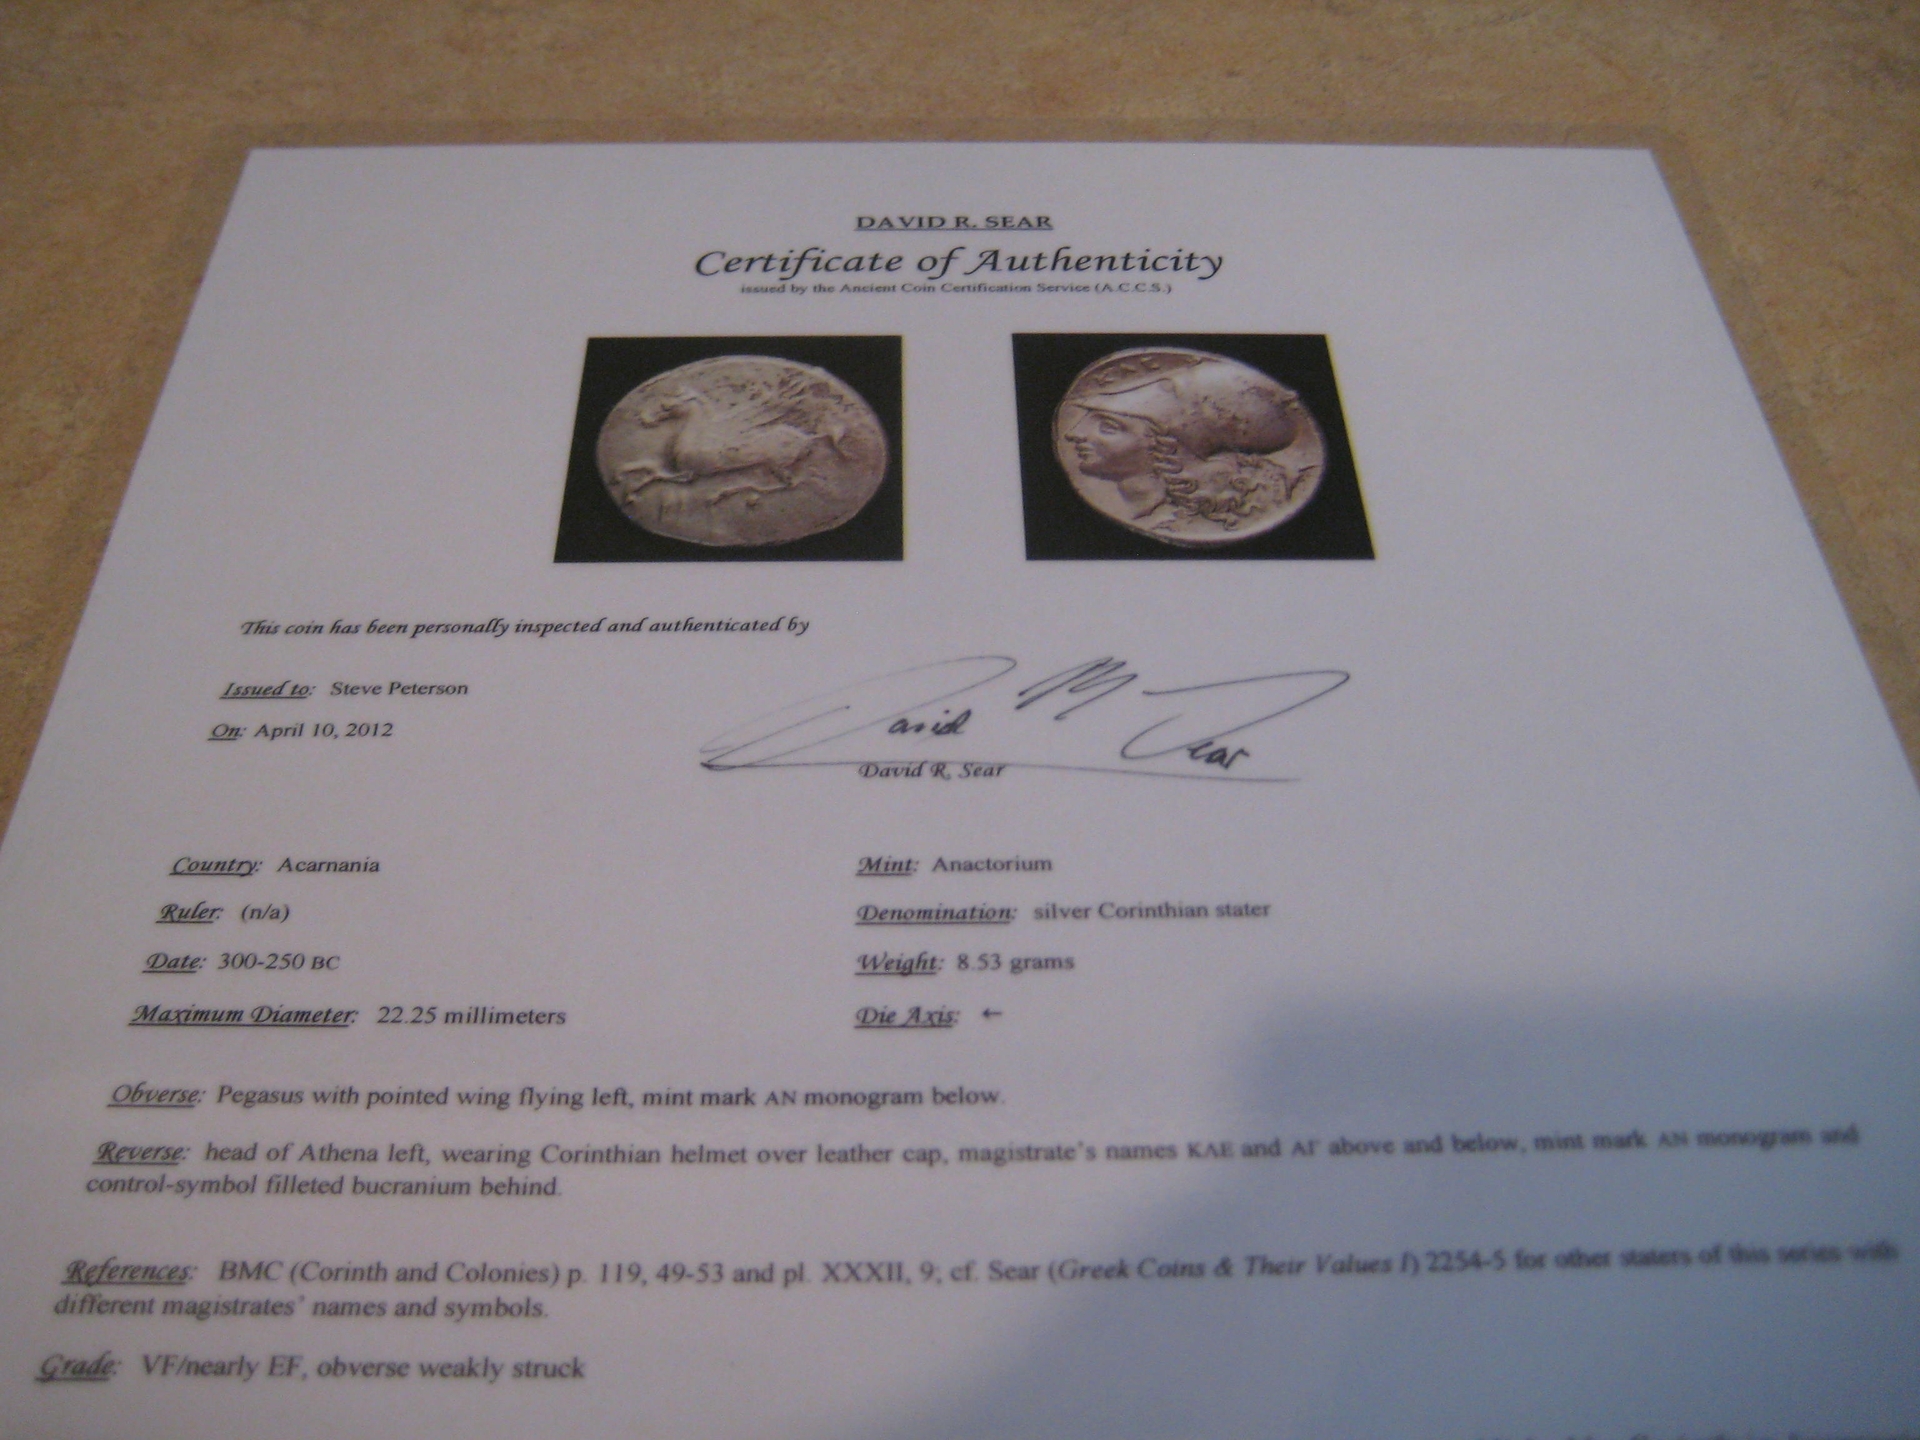 DAVID R. SEAR
Certificate of Authenticity
issued by the Ancient Coin Certification Service (A.C.C.S.)
ΚΛΕ
This coin has been personally inspected and authenticated by
Issued to: Steve Peterson
On: April 10, 2012
David R. Sear
David R. Sear
Country: Acarnania
Mint: Anactorium
Ruler: (n/a)
Denomination: silver Corinthian stater
Date: 300-250 BC
Weight: 8.53 grams
Maximum Diameter: 22.25 millimeters
Die Axis: ←
Obverse: Pegasus with pointed wing flying left, mint mark AN monogram below.
Reverse: head of Athena left, wearing Corinthian helmet over leather cap, magistrate's names ΚΛΕ and ΑΓ above and below, mint mark AN monogram and
control-symbol filleted bucranium behind.
References: BMC (Corinth and Colonies) p. 119, 49-53 and pl. XXXII, 9; cf. Sear (Greek Coins & Their Values I) 2254-5 for other staters of this series with
different magistrates' names and symbols.
Grade: VF/nearly EF, obverse weakly struck